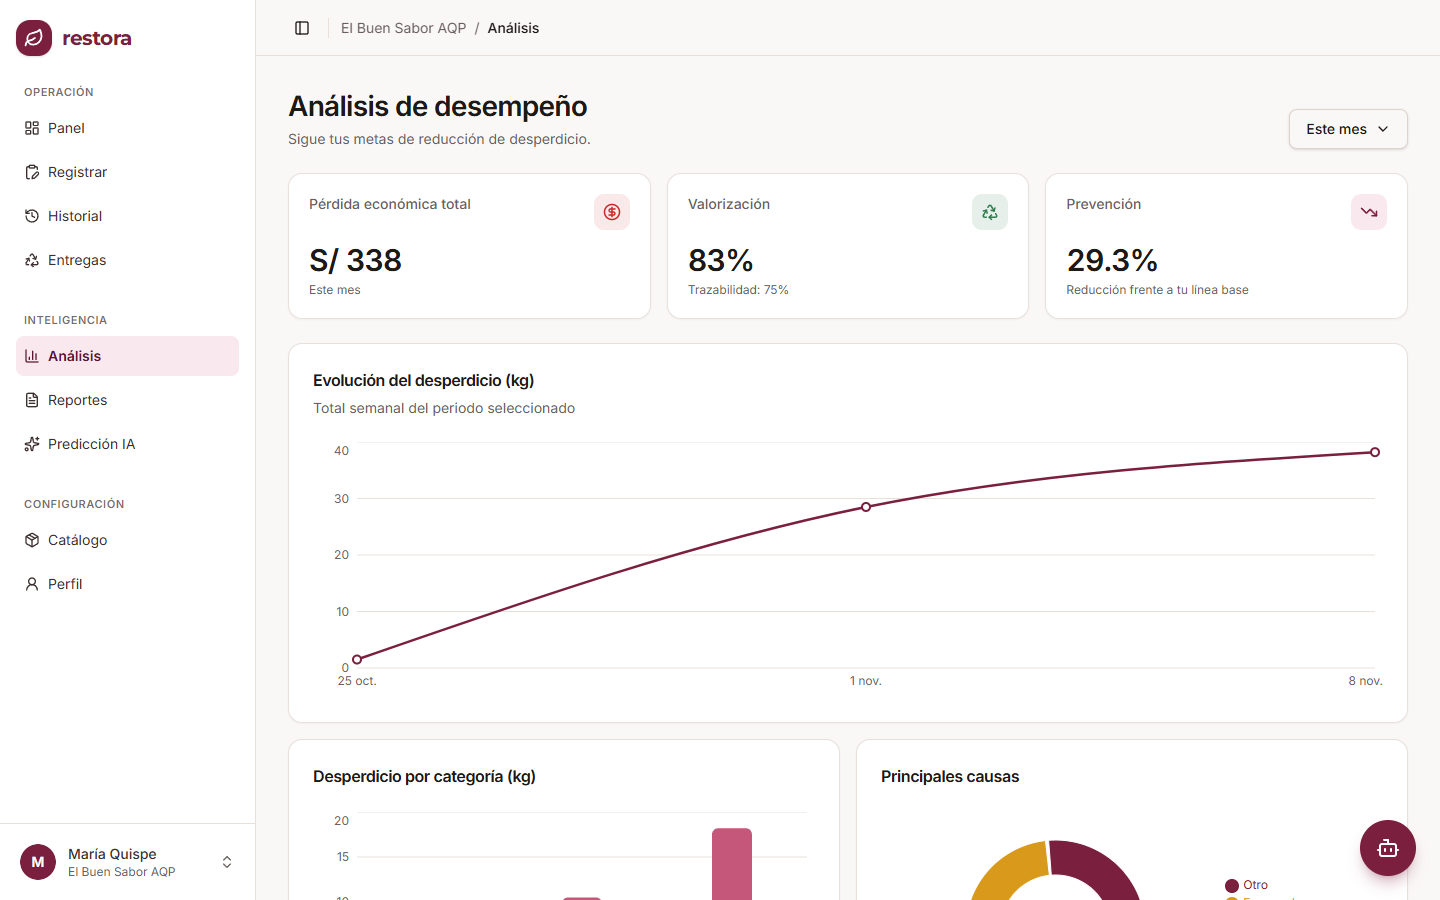 restora
OPERACIÓN
Panel
Registrar
Historial
Entregas
INTELIGENCIA
Análisis
Reportes
Predicción IA
CONFIGURACIÓN
Catálogo
Perfil
M
María Quispe
El Buen Sabor AQP
El Buen Sabor AQP / Análisis
Análisis de desempeño
Sigue tus metas de reducción de desperdicio.
Este mes
Pérdida económica total
S/ 338
Este mes
Valorización
83%
Trazabilidad: 75%
Prevención
29.3%
Reducción frente a tu línea base
Evolución del desperdicio (kg)
Total semanal del periodo seleccionado
40
30
20
10
0
25 oct.
1 nov.
8 nov.
Desperdicio por categoría (kg)
20
15
Principales causas
Otro